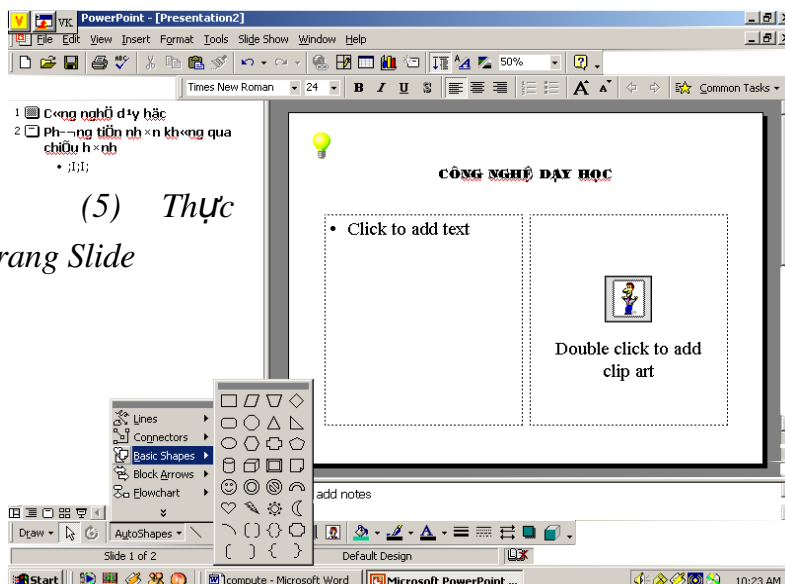 V VK PowerPoint - [Presentation2]
File Edit View Insert Format Tools Slide Show Window Help
50%
Times New Roman 24 B I U S A A Common Tasks
1 C«ng nghÖ d¹y häc
2 Ph­¬ng tiÖn nh×n kh«ng qua
chiÕu h×nh
• ;I;I;
(5) Thực
rang Slide
CÔNG NGHỆ DẠY HỌC
• Click to add text
Double click to add
clip art
Lines
Connectors
Basic Shapes
Block Arrows
Flowchart
add notes
Draw AutoShapes
Slide 1 of 2 Default Design
Start compute - Microsoft Word Microsoft PowerPoint ... 10:23 AM